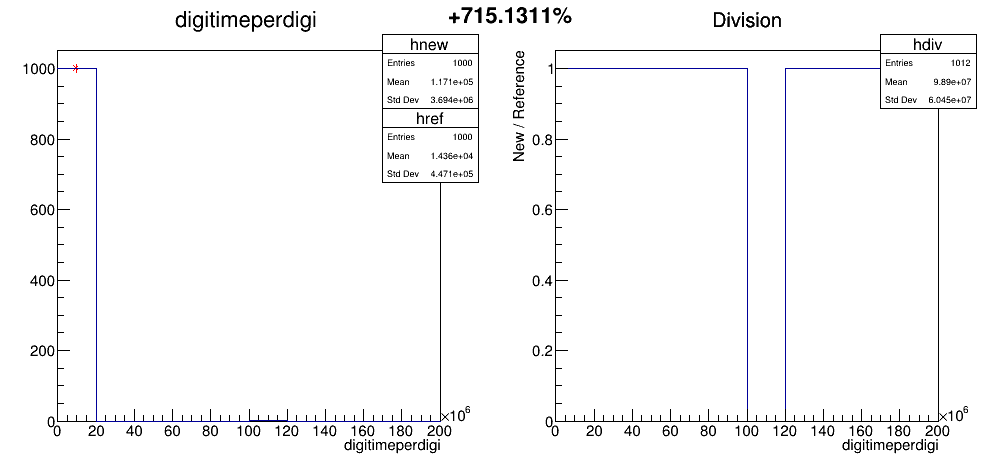 +715.1311%
digitimeperdigi
hnew
Entries 1000
Mean 1.171e+05
Std Dev 3.694e+06
href
Entries 1000
Mean 1.436e+04
Std Dev 4.471e+05
1000
800
600
400
200
0
0 20 40 60 80 100 120 140 160 180 200
×10⁶
digitimeperdigi
Division
hdiv
Entries 1012
Mean 9.89e+07
Std Dev 6.045e+07
New / Reference
1
0.8
0.6
0.4
0.2
0
0 20 40 60 80 100 120 140 160 180 200
×10⁶
digitimeperdigi